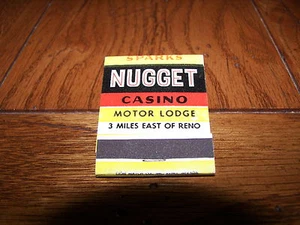 SPARKS
NUGGET
CASINO
MOTOR LODGE
3 MILES EAST OF RENO